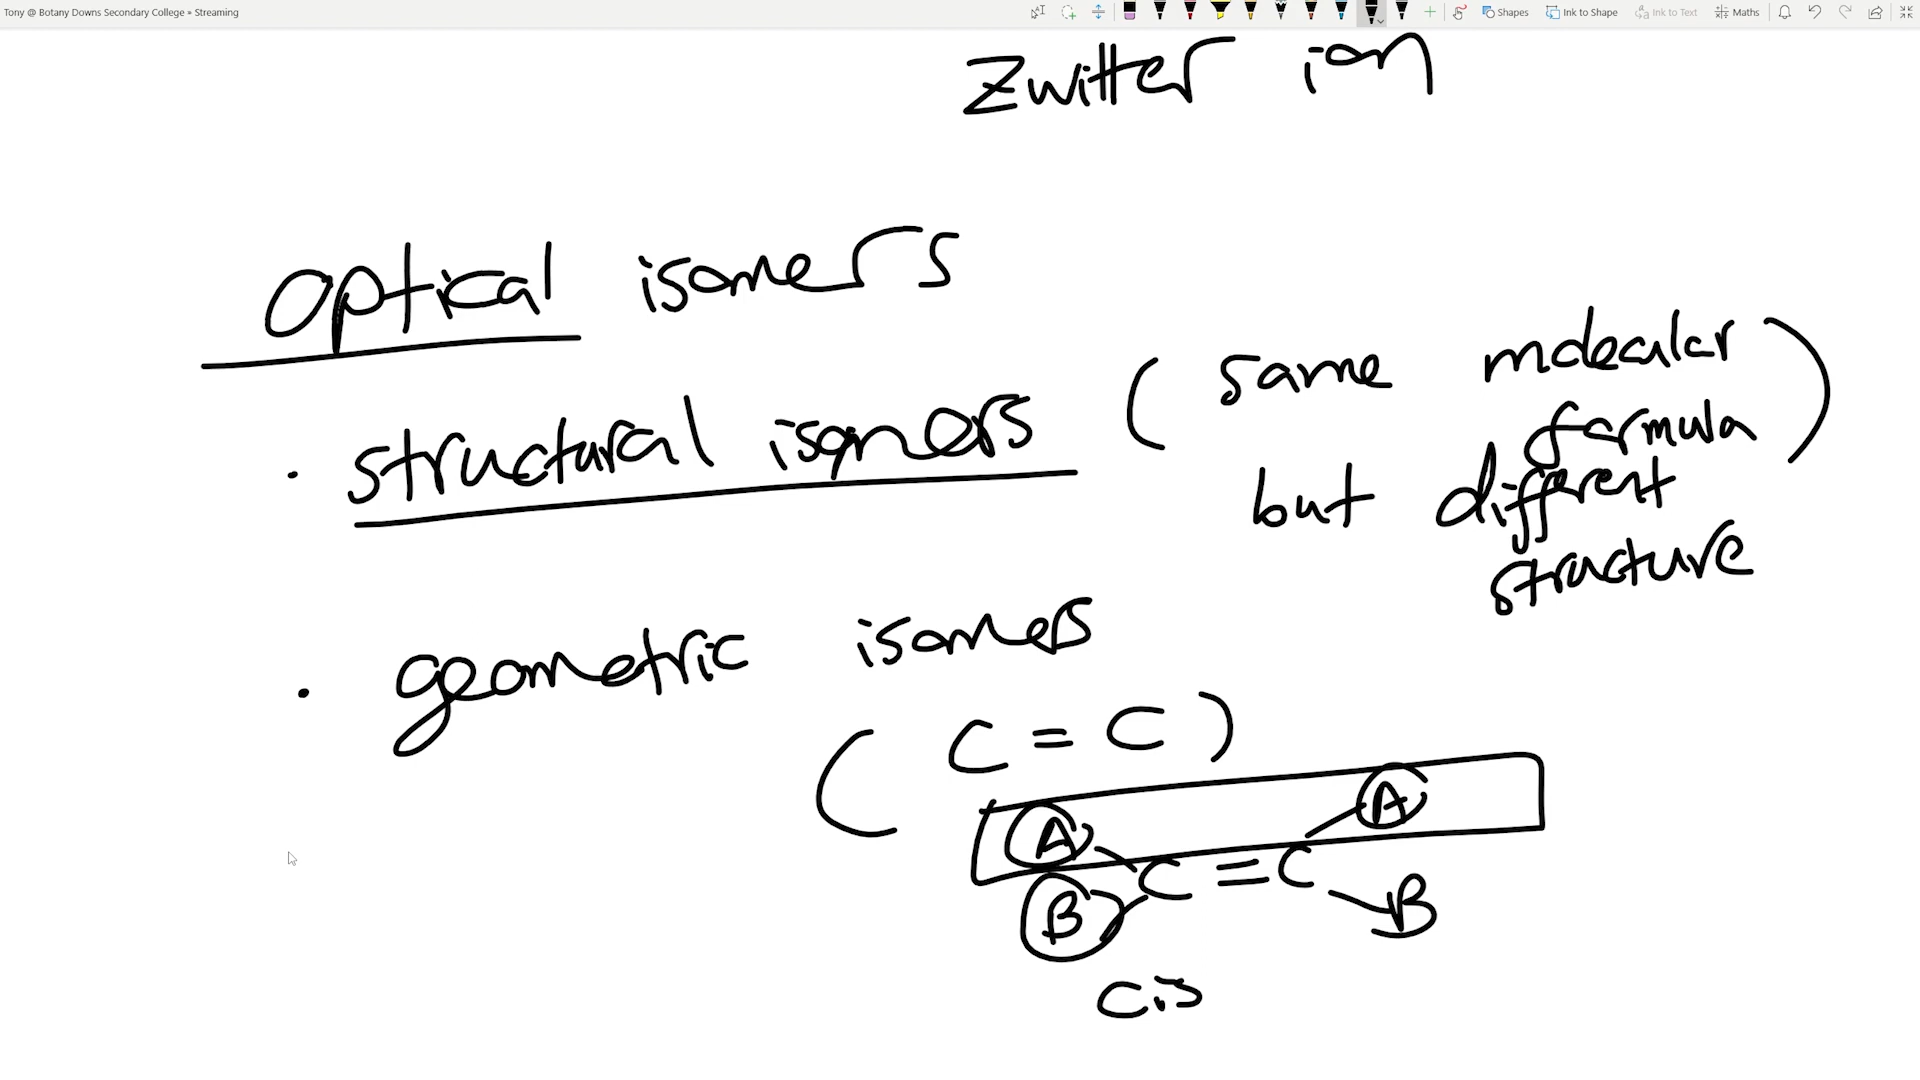 Tony @ Botany Downs Secondary College » Streaming
Shapes Ink to Shape Ink to Text Maths
Zwitter ion
optical isomers
· structural isomers (same molecular formula)
but different structure
· geometric isomers
( C = C )
A A
C = C
B B
cis